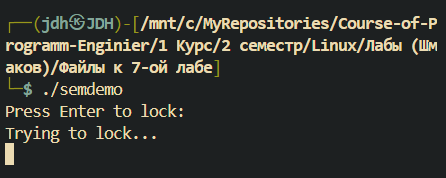 ┌──(jdh㉿JDH)-[/mnt/c/MyRepositories/Course-of-P
rogramm-Enginier/1 Курс/2 семестр/Linux/Лабы (Шм
аков)/Файлы к 7-ой лабе]
└─$ ./semdemo
Press Enter to lock:
Trying to lock...